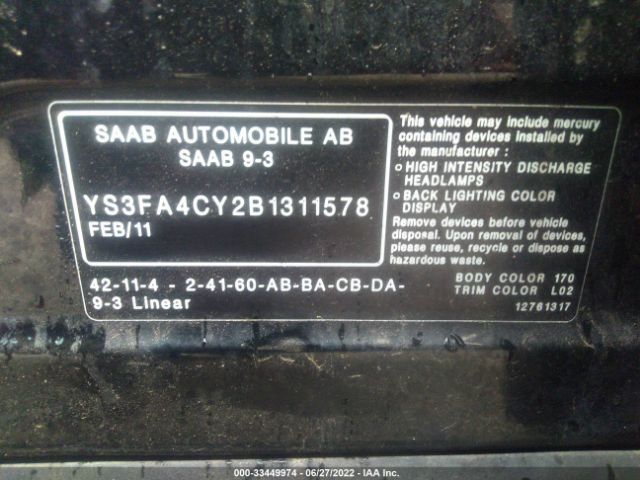 SAAB AUTOMOBILE AB
SAAB 9-3
YS3FA4CY2B1311578
FEB/11
42-11-4 - 2-41-60-AB-BA-CB-DA-
9-3 Linear
This vehicle may include mercury
containing devices installed by
the manufacturer :
○ HIGH INTENSITY DISCHARGE
HEADLAMPS
○ BACK LIGHTING COLOR
DISPLAY
Remove devices before vehicle
disposal. Upon removal of devices,
please reuse, recycle or dispose as
hazardous waste.
BODY COLOR 170
TRIM COLOR L02
12761317
000-33449974 | 06/27/2022 - IAA Inc.